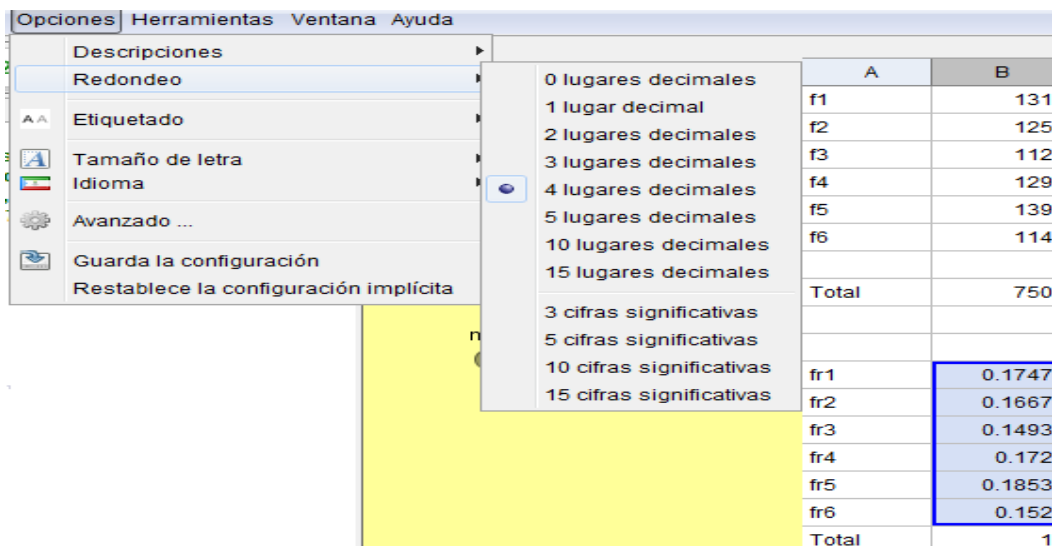 Opciones Herramientas Ventana Ayuda
Descripciones
Redondeo
AA Etiquetado
A Tamaño de letra
Idioma
Avanzado ...
Guarda la configuración
Restablece la configuración implícita
0 lugares decimales
1 lugar decimal
2 lugares decimales
3 lugares decimales
4 lugares decimales
5 lugares decimales
10 lugares decimales
15 lugares decimales
3 cifras significativas
5 cifras significativas
10 cifras significativas
15 cifras significativas
A B
f1 131
f2 125
f3 112
f4 129
f5 139
f6 114
Total 750
fr1 0.1747
fr2 0.1667
fr3 0.1493
fr4 0.172
fr5 0.1853
fr6 0.152
Total 1